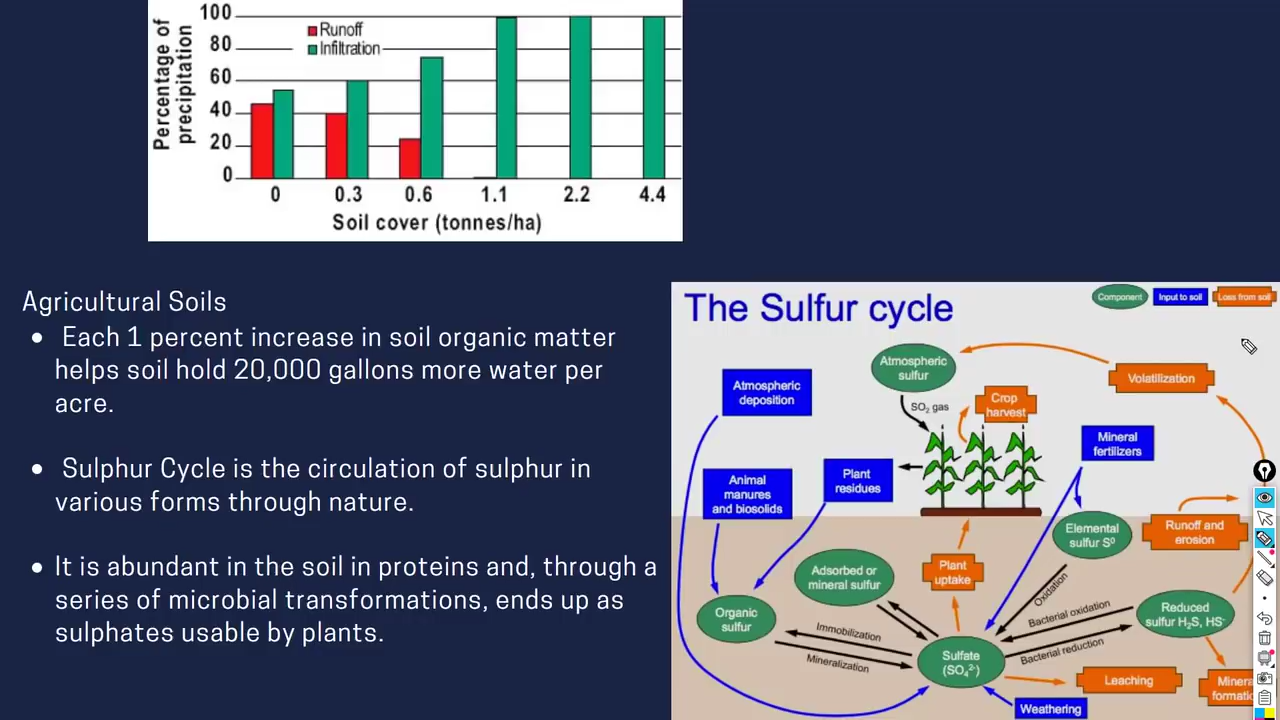 Percentage of
precipitation
100
80
60
40
20
0
Runoff
Infiltration
0 0.3 0.6 1.1 2.2 4.4
Soil cover (tonnes/ha)
Agricultural Soils
Each 1 percent increase in soil organic matter
helps soil hold 20,000 gallons more water per
acre.
Sulphur Cycle is the circulation of sulphur in
various forms through nature.
It is abundant in the soil in proteins and, through a
series of microbial transformations, ends up as
sulphates usable by plants.
The Sulfur cycle
Component
Input to soil
Loss from soil
Atmospheric
sulfur
Volatilization
Atmospheric
deposition
SO₂ gas
Crop
harvest
Mineral
fertilizers
Animal
manures
and biosolids
Plant
residues
Elemental
sulfur S⁰
Runoff and
erosion
Adsorbed or
mineral sulfur
Plant
uptake
Oxidation
Organic
sulfur
Immobilization
Mineralization
Bacterial oxidation
Bacterial reduction
Reduced
sulfur H₂S, HS⁻
Sulfate
(SO₄²⁻)
Leaching
Weathering